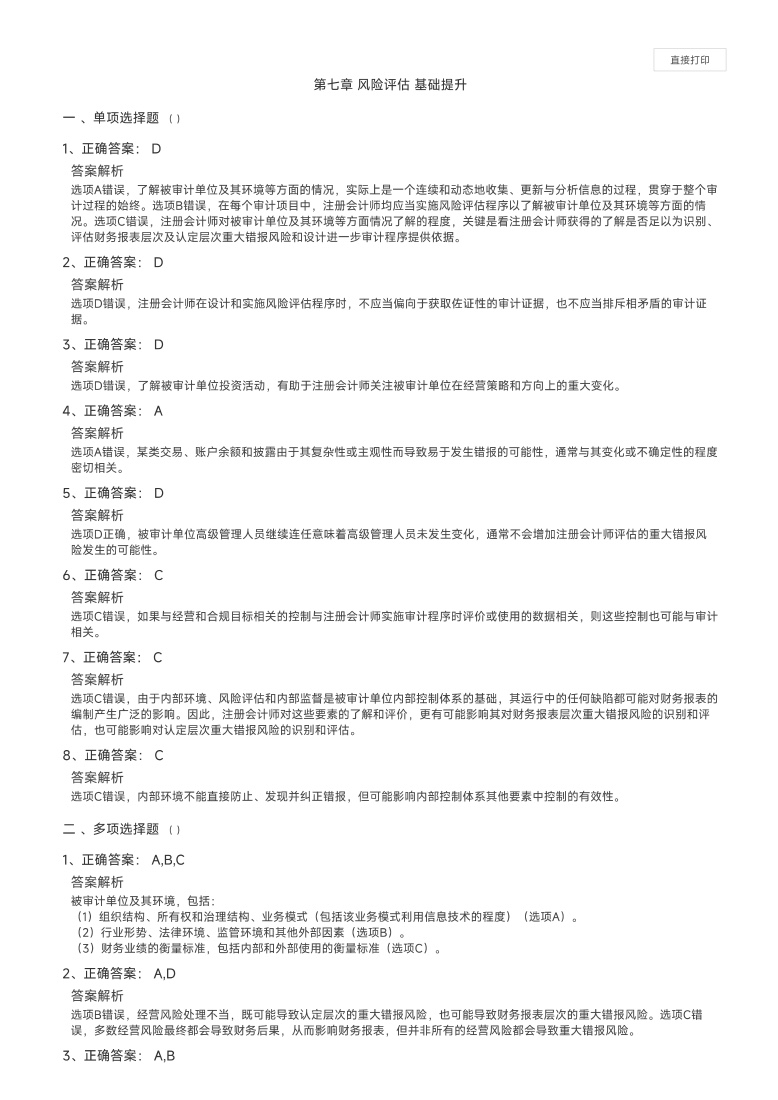 直接打印
第七章 风险评估 基础提升
一 、单项选择题 （ ）
1、正确答案： D
答案解析
选项A错误，了解被审计单位及其环境等方面的情况，实际上是一个连续和动态地收集、更新与分析信息的过程，贯穿于整个审
计过程的始终。选项B错误，在每个审计项目中，注册会计师均应当实施风险评估程序以了解被审计单位及其环境等方面的情
况。选项C错误，注册会计师对被审计单位及其环境等方面情况了解的程度，关键是看注册会计师获得的了解是否足以为识别、
评估财务报表层次及认定层次重大错报风险和设计进一步审计程序提供依据。
2、正确答案： D
答案解析
选项D错误，注册会计师在设计和实施风险评估程序时，不应当偏向于获取佐证性的审计证据，也不应当排斥相矛盾的审计证
据。
3、正确答案： D
答案解析
选项D错误，了解被审计单位投资活动，有助于注册会计师关注被审计单位在经营策略和方向上的重大变化。
4、正确答案： A
答案解析
选项A错误，某类交易、账户余额和披露由于其复杂性或主观性而导致易于发生错报的可能性，通常与其变化或不确定性的程度
密切相关。
5、正确答案： D
答案解析
选项D正确，被审计单位高级管理人员继续连任意味着高级管理人员未发生变化，通常不会增加注册会计师评估的重大错报风
险发生的可能性。
6、正确答案： C
答案解析
选项C错误，如果与经营和合规目标相关的控制与注册会计师实施审计程序时评价或使用的数据相关，则这些控制也可能与审计
相关。
7、正确答案： C
答案解析
选项C错误，由于内部环境、风险评估和内部监督是被审计单位内部控制体系的基础，其运行中的任何缺陷都可能对财务报表的
编制产生广泛的影响。因此，注册会计师对这些要素的了解和评价，更有可能影响其对财务报表层次重大错报风险的识别和评
估，也可能影响对认定层次重大错报风险的识别和评估。
8、正确答案： C
答案解析
选项C错误，内部环境不能直接防止、发现并纠正错报，但可能影响内部控制体系其他要素中控制的有效性。
二 、多项选择题 （ ）
1、正确答案： A,B,C
答案解析
被审计单位及其环境，包括：
（1）组织结构、所有权和治理结构、业务模式（包括该业务模式利用信息技术的程度）（选项A）。
（2）行业形势、法律环境、监管环境和其他外部因素（选项B）。
（3）财务业绩的衡量标准，包括内部和外部使用的衡量标准（选项C）。
2、正确答案： A,D
答案解析
选项B错误，经营风险处理不当，既可能导致认定层次的重大错报风险，也可能导致财务报表层次的重大错报风险。选项C错
误，多数经营风险最终都会导致财务后果，从而影响财务报表，但并非所有的经营风险都会导致重大错报风险。
3、正确答案： A,B